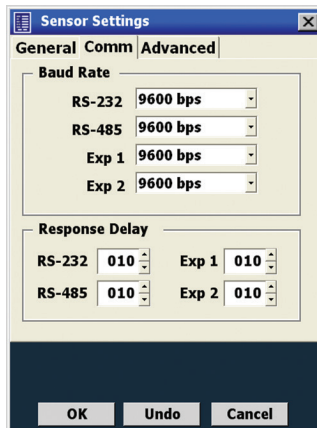 Sensor Settings
General Comm Advanced
Baud Rate
RS-232 9600 bps
RS-485 9600 bps
Exp 1 9600 bps
Exp 2 9600 bps
Response Delay
RS-232 010 Exp 1 010
RS-485 010 Exp 2 010
OK Undo Cancel